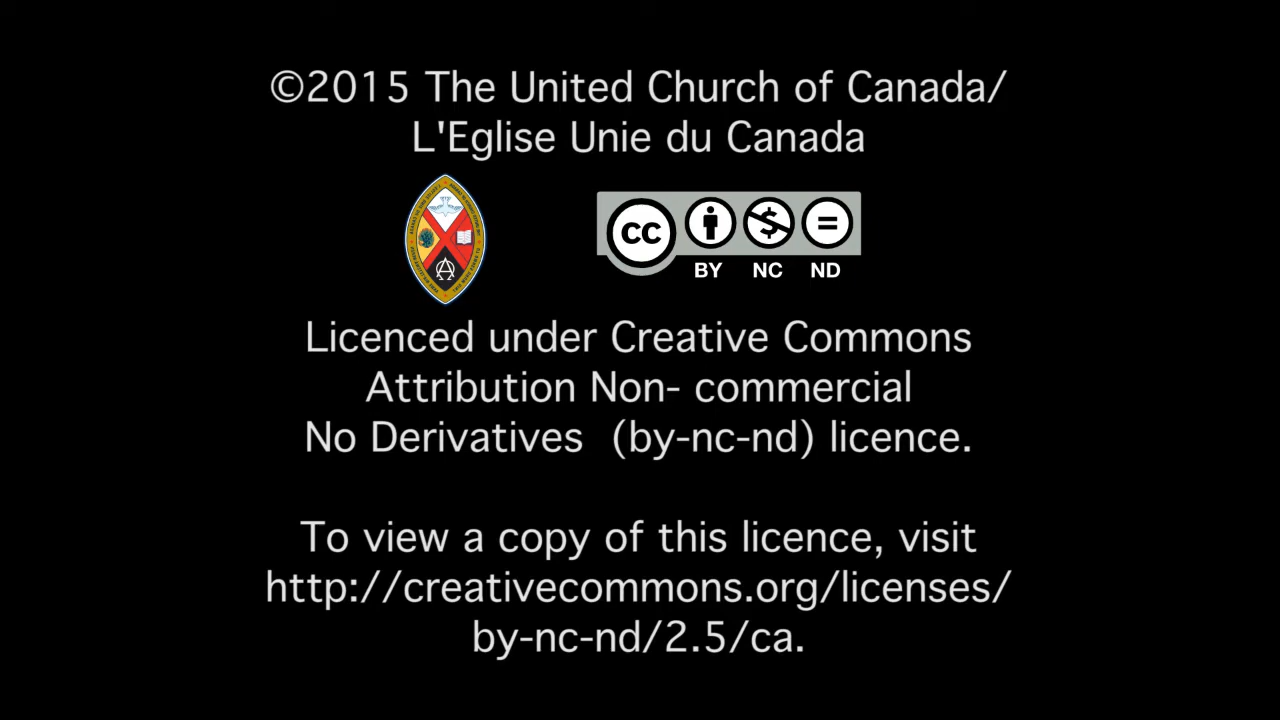 ©2015 The United Church of Canada/
L'Eglise Unie du Canada
cc
BY NC ND
Licenced under Creative Commons
Attribution Non- commercial
No Derivatives (by-nc-nd) licence.
To view a copy of this licence, visit
http://creativecommons.org/licenses/
by-nc-nd/2.5/ca.